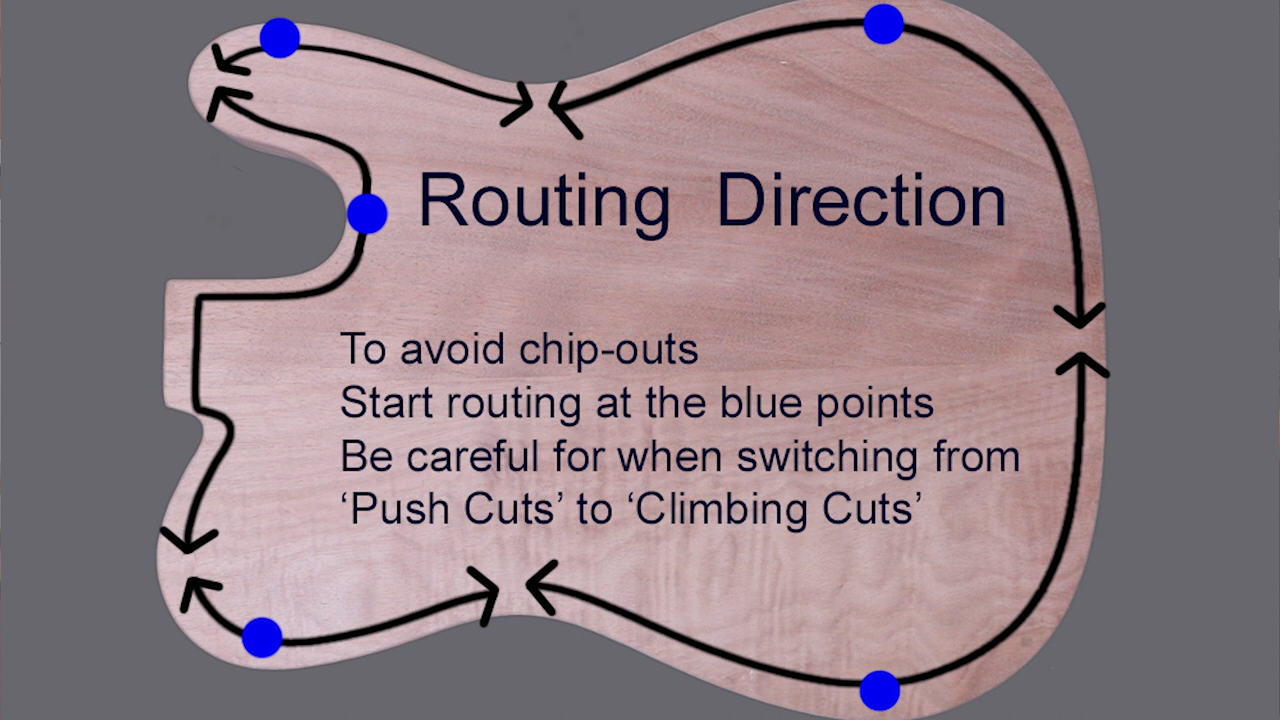 Routing Direction
To avoid chip-outs
Start routing at the blue points
Be careful for when switching from
‘Push Cuts’ to ‘Climbing Cuts’